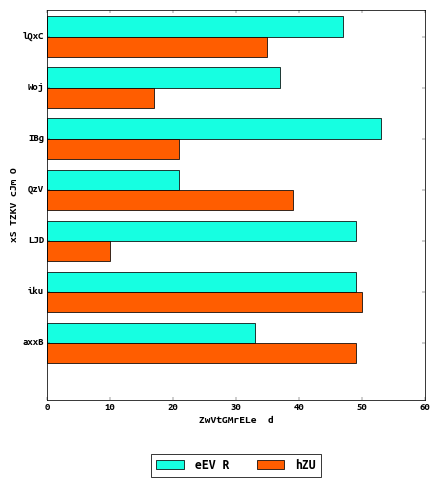 lQxC
Woj
IBg
QzV
LJD
iku
axxB
xS TZKV cJm O
0 10 20 30 40 50 60
ZwVtGMrELe d
eEV R hZU